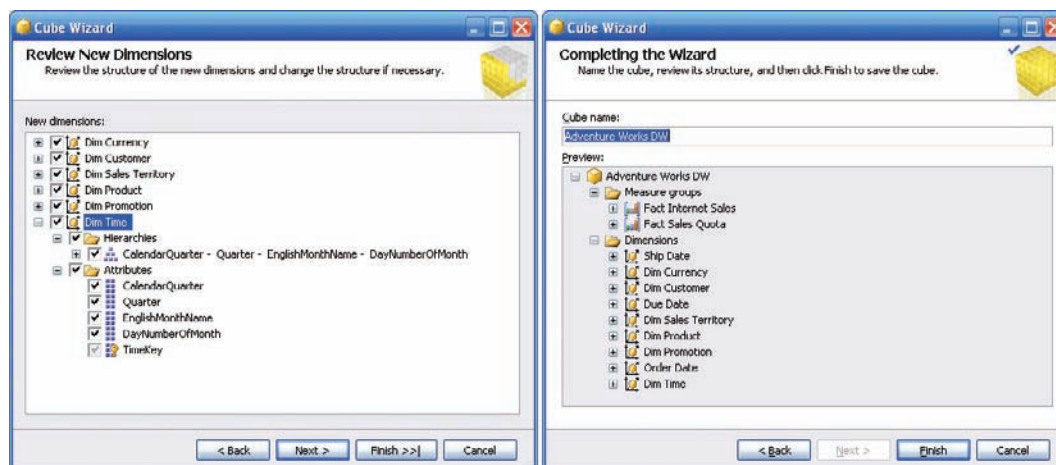 Cube Wizard
Review New Dimensions
Review the structure of the new dimensions and change the structure if necessary.
New dimensions:
Dim Currency
Dim Customer
Dim Sales Territory
Dim Product
Dim Promotion
Dim Time
Hierarchies
CalendarQuarter - Quarter - EnglishMonthName - DayNumberOfMonth
Attributes
CalendarQuarter
Quarter
EnglishMonthName
DayNumberOfMonth
TimeKey
< Back
Next >
Finish >>|
Cancel
Cube Wizard
Completing the Wizard
Name the cube, review its structure, and then click Finish to save the cube.
Cube name:
Adventure Works DW
Preview:
Adventure Works DW
Measure groups
Fact Internet Sales
Fact Sales Quota
Dimensions
Ship Date
Dim Currency
Dim Customer
Due Date
Dim Sales Territory
Dim Product
Dim Promotion
Order Date
Dim Time
< Back
Next >
Finish
Cancel